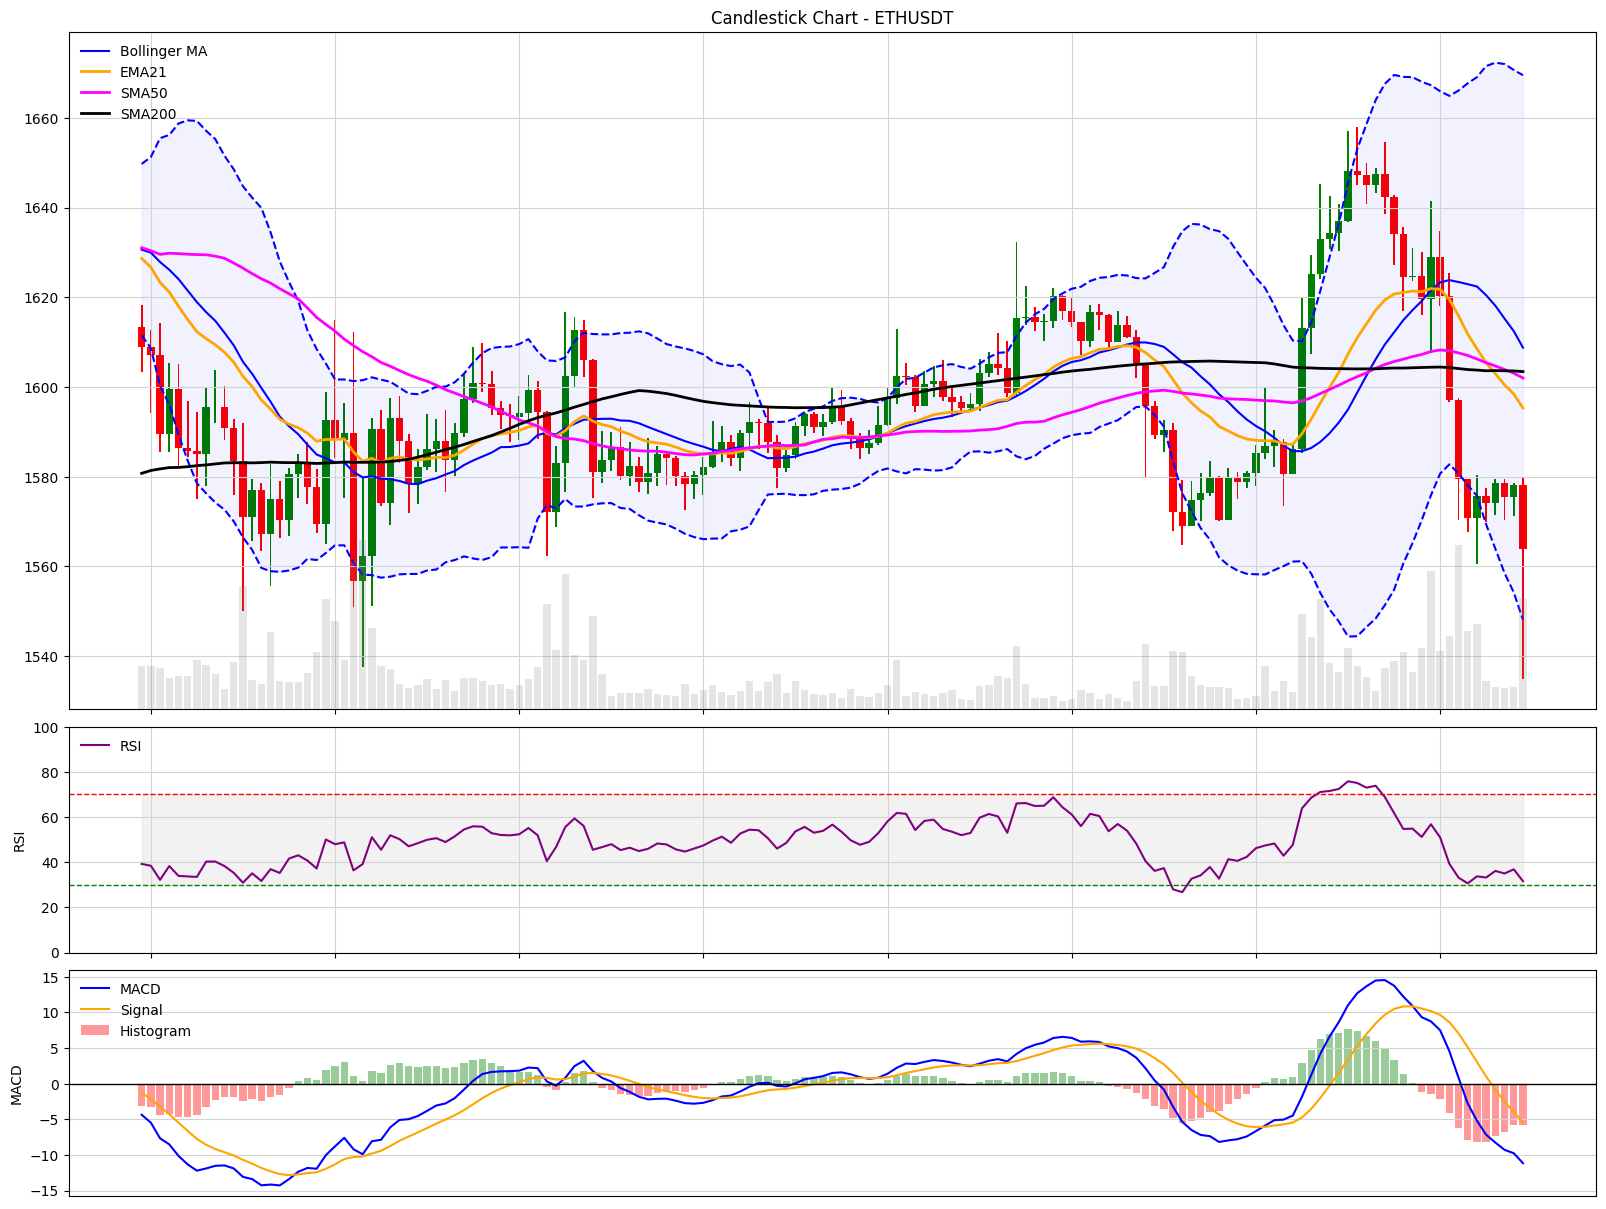 Candlestick Chart - ETHUSDT
Bollinger MA
EMA21
SMA50
SMA200
1660
1640
1620
1600
1580
1560
1540
RSI
100
80
60
40
20
0
RSI
MACD
Signal
Histogram
15
10
5
0
−5
−10
−15
MACD